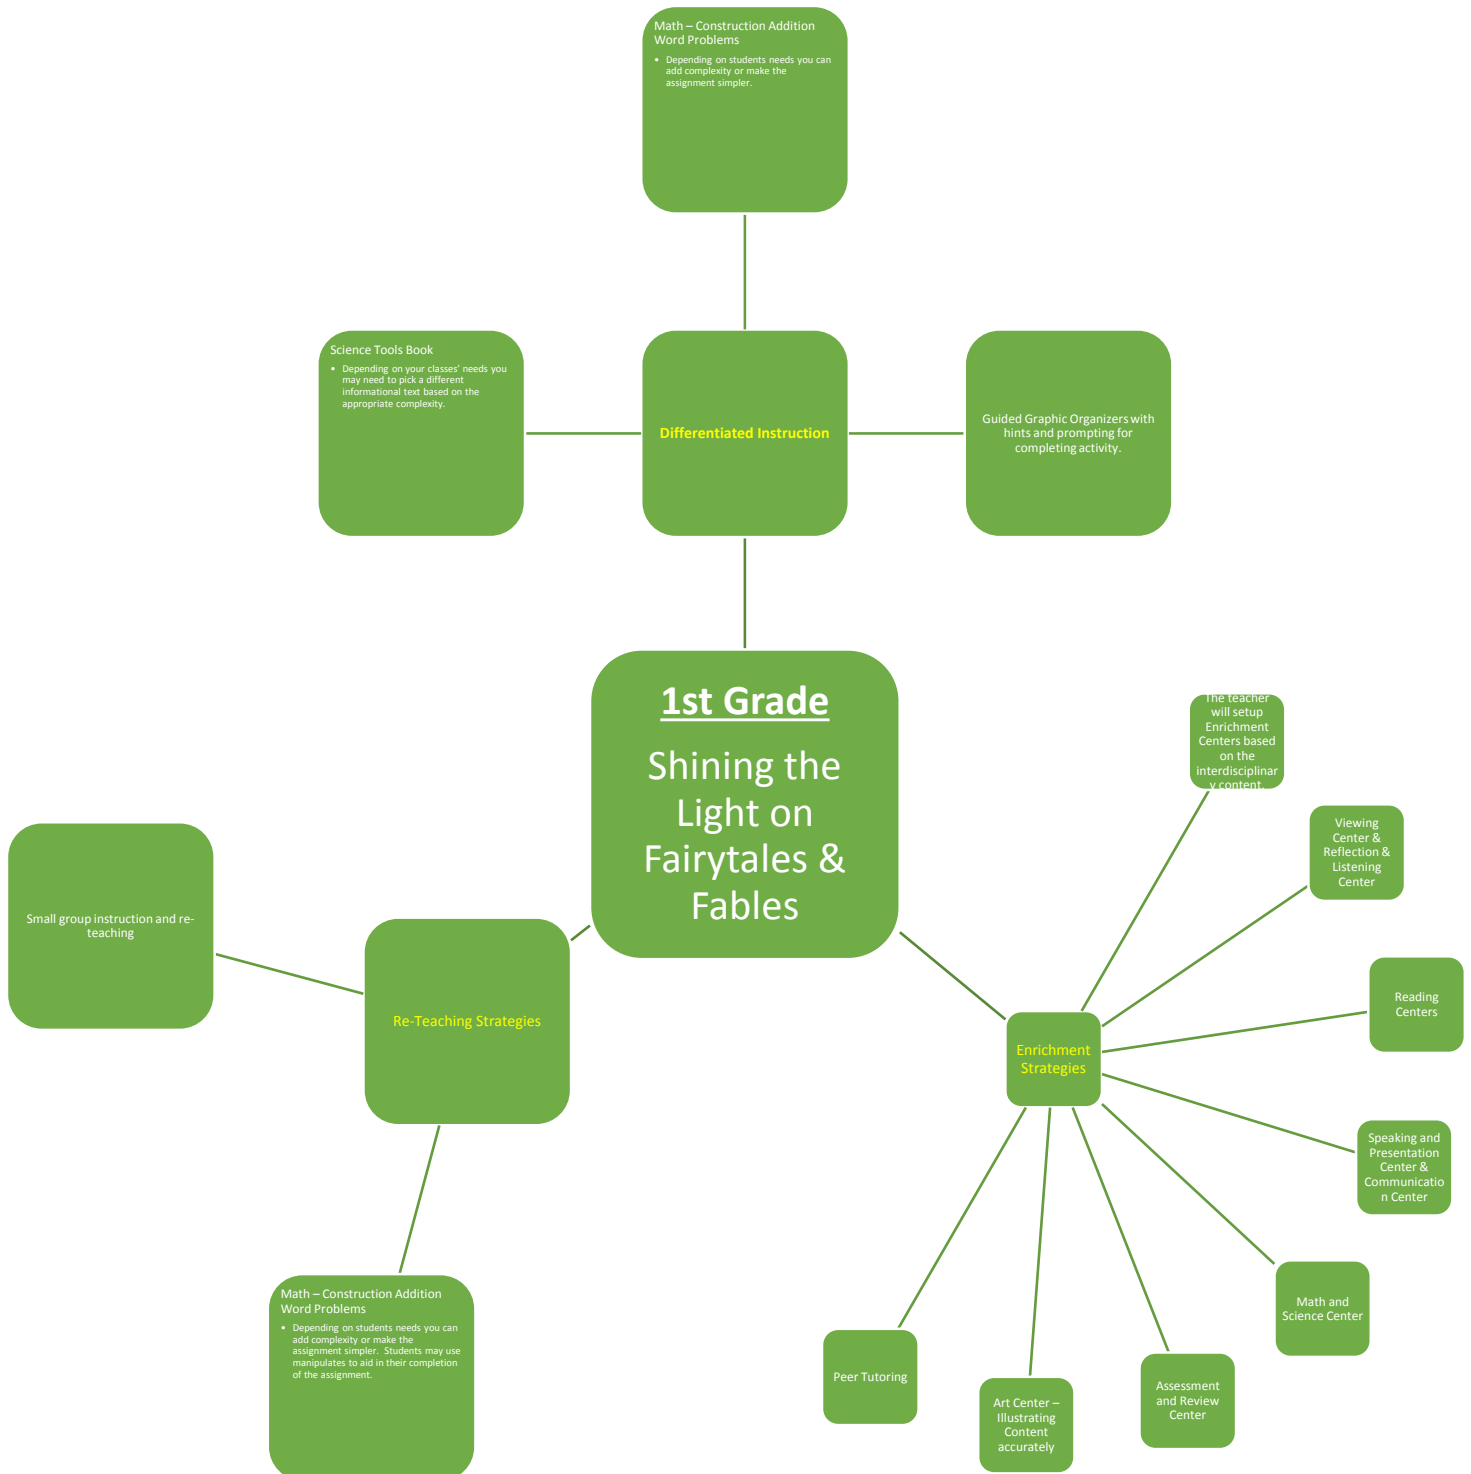 Math – Construction Addition
Word Problems
• Depending on students needs you can
add complexity or make the
assignment simpler.
Science Tools Book
• Depending on your classes' needs you
may need to pick a different
informational text based on the
appropriate complexity.
Differentiated Instruction
Guided Graphic Organizers with
hints and prompting for
completing activity.
1st Grade
Shining the
Light on
Fairytales &
Fables
The teacher
will setup
Enrichment
Centers based
on the
interdisciplinar
y content.
Viewing
Center &
Reflection &
Listening
Center
Reading
Centers
Enrichment
Strategies
Speaking and
Presentation
Center &
Communicatio
n Center
Math and
Science Center
Assessment
and Review
Center
Art Center –
Illustrating
Content
accurately
Peer Tutoring
Small group instruction and re-
teaching
Re-Teaching Strategies
Math – Construction Addition
Word Problems
• Depending on students needs you can
add complexity or make the
assignment simpler. Students may use
manipulates to aid in their completion
of the assignment.